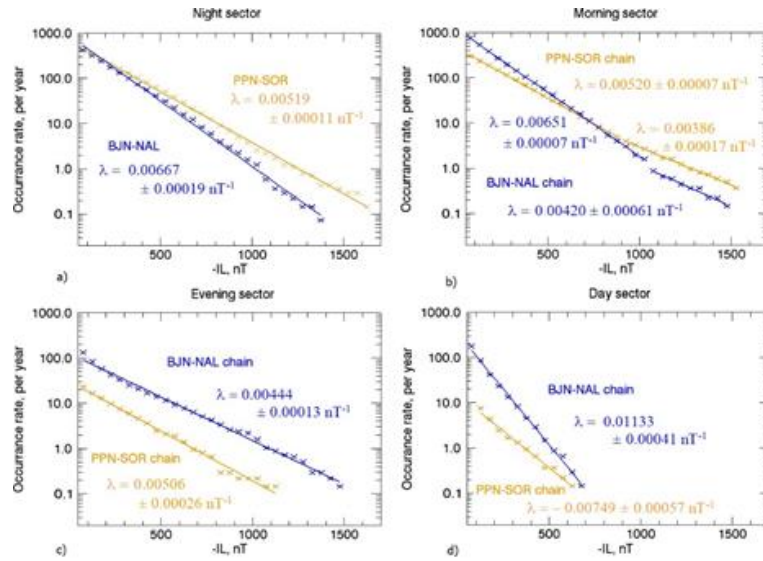 Night sector
1000.0
100.0
10.0
1.0
0.1
Occurrance rate, per year
PPN-SOR
λ = 0.00519
± 0.00011 nT⁻¹
BJN-NAL
λ = 0.00667
± 0.00019 nT⁻¹
500 1000 1500
-IL, nT
a)
Morning sector
1000.0
100.0
10.0
1.0
0.1
Occurrance rate, per year
PPN-SOR chain
λ = 0.00520 ± 0.00007 nT⁻¹
λ = 0.00651
± 0.00007 nT⁻¹
λ = 0.00386
± 0.00017 nT⁻¹
BJN-NAL chain
λ = 0.00420 ± 0.00061 nT⁻¹
500 1000 1500
-IL, nT
b)
Evening sector
1000.0
100.0
10.0
1.0
0.1
Occurrance rate, per year
BJN-NAL chain
λ = 0.00444
± 0.00013 nT⁻¹
PPN-SOR chain
λ = 0.00506
± 0.00026 nT⁻¹
500 1000 1500
-IL, nT
c)
Day sector
1000.0
100.0
10.0
1.0
0.1
Occurrance rate, per year
BJN-NAL chain
λ = 0.01133
± 0.00041 nT⁻¹
PPN-SOR chain
λ = − 0.00749 ± 0.00057 nT⁻¹
500 1000 1500
-IL, nT
d)